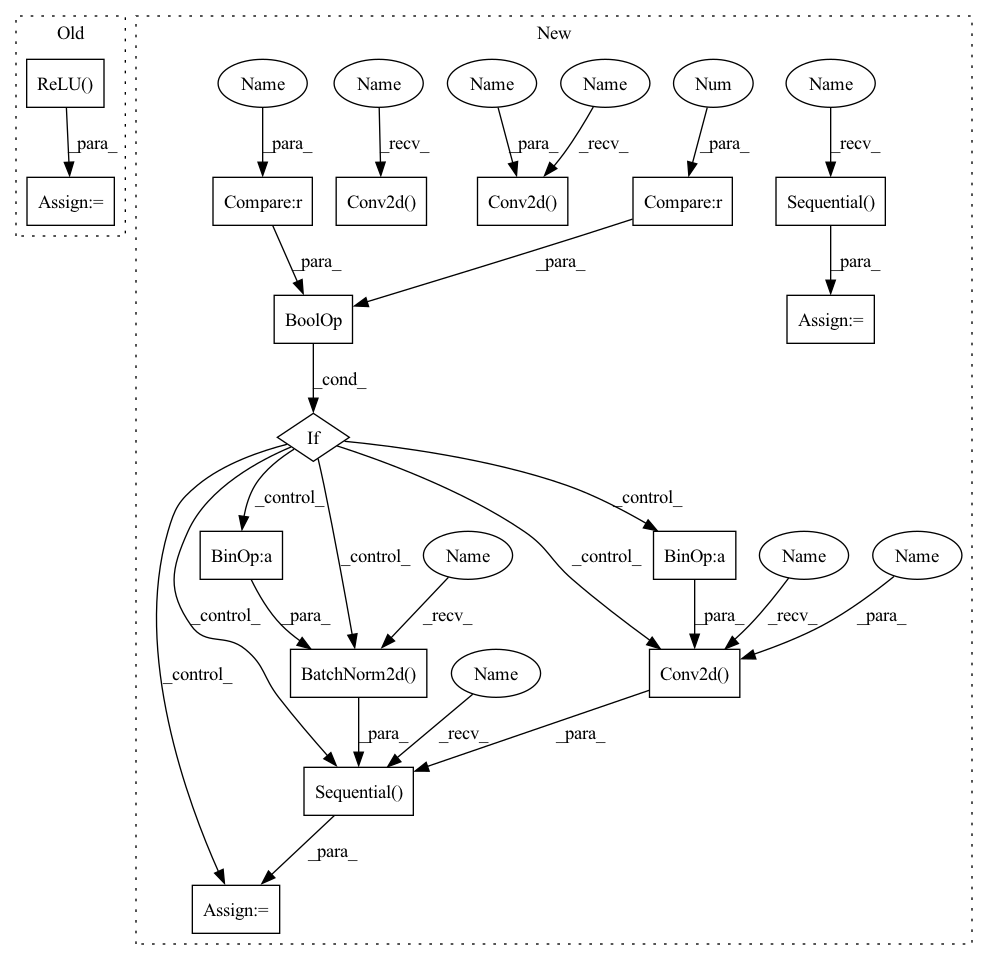 Old
New
ReLU()
Name
Name
Name
Name
Num
Name
_para_
_para_
_recv_
_para_
_recv_
_para_
_recv_
Assign:=
Compare:r
Conv2d()
Conv2d()
Compare:r
Sequential()
_para_
_para_
_para_
BoolOp
Assign:=
_cond_
If
_control_
_control_
BinOp:a
_control_
Name
_control_
BinOp:a
Name
Name
_control_
_para_
_recv_
_para_
_recv_
_para_
_control_
BatchNorm2d()
Name
Conv2d()
_para_
_recv_
_para_
Sequential()
_para_
Assign:=